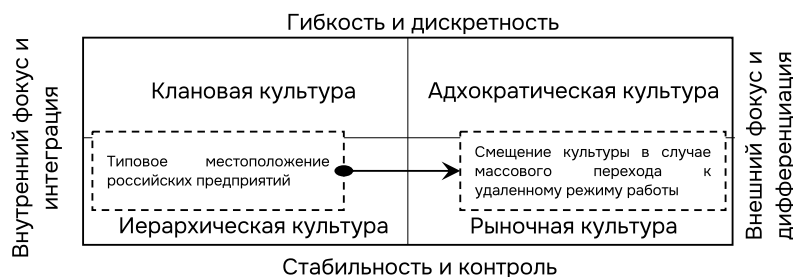 Гибкость и дискретность
Внутренний фокус и
интеграция
Клановая культура
Адхократическая культура
Внешний фокус и
дифференциация
Типовое местоположение
российских предприятий
Смещение культуры в случае
массового перехода к
удаленному режиму работы
Иерархическая культура
Рыночная культура
Стабильность и контроль